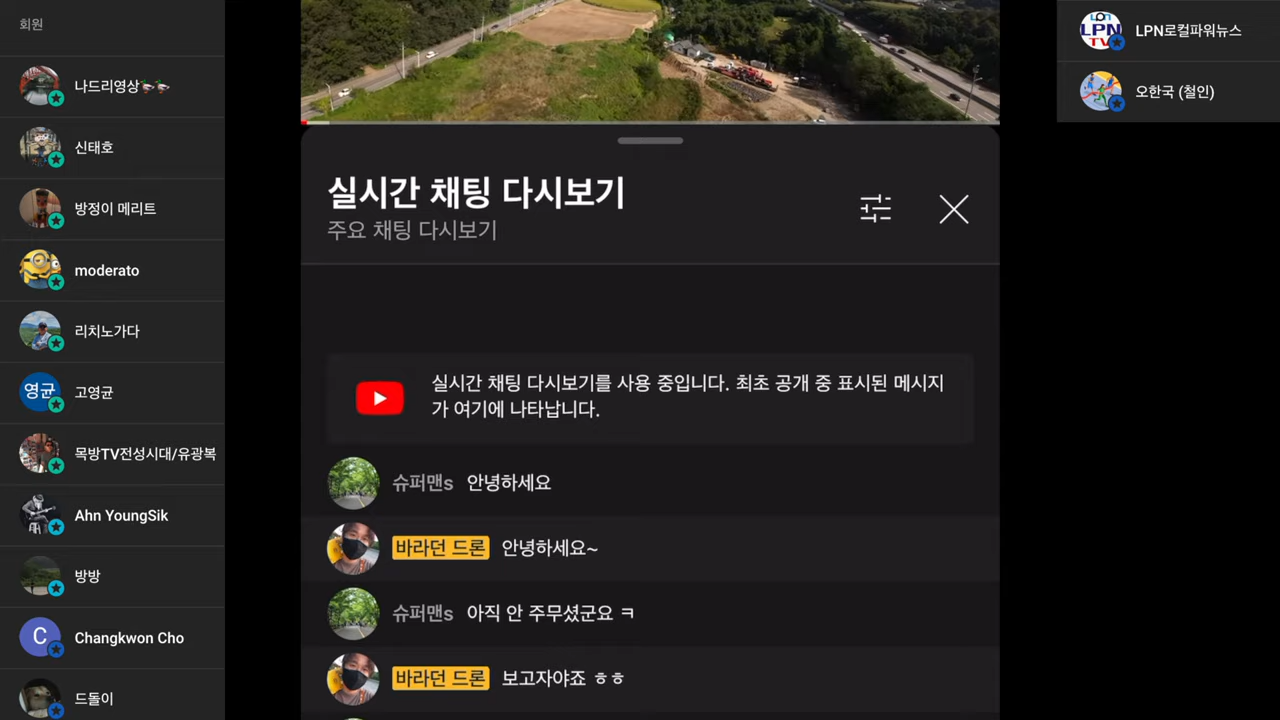 회원
나드리영상🦆🦆
신태호
방정이 메리트
moderato
리치노가다
영균
고영균
목방TV전성시대/유광복
Ahn YoungSik
방방
C
Changkwon Cho
드돌이
실시간 채팅 다시보기
주요 채팅 다시보기
실시간 채팅 다시보기를 사용 중입니다. 최초 공개 중 표시된 메시지
가 여기에 나타납니다.
슈퍼맨s 안녕하세요
바라던 드론 안녕하세요~
슈퍼맨s 아직 안 주무셨군요 ㅋ
바라던 드론 보고자야죠 ㅎㅎ
LPN
TV
LPN로컬파워뉴스
오한국 (철인)